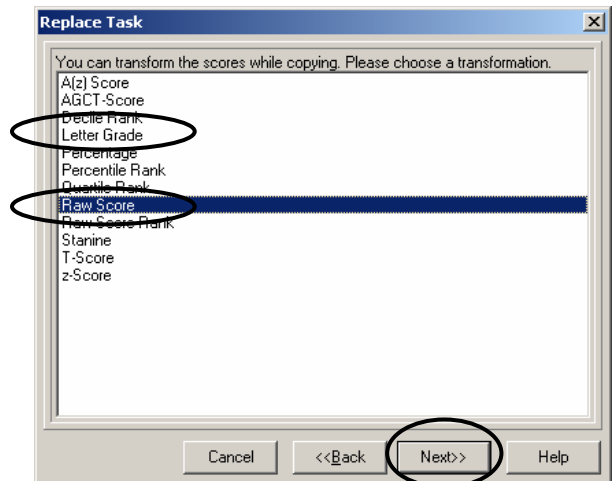 Replace Task
You can transform the scores while copying. Please choose a transformation.
A(z) Score
AGCT-Score
Decile Rank
Letter Grade
Percentage
Percentile Rank
Quartile Rank
Raw Score
Raw Score Rank
Stanine
T-Score
z-Score
Cancel <<Back Next>> Help